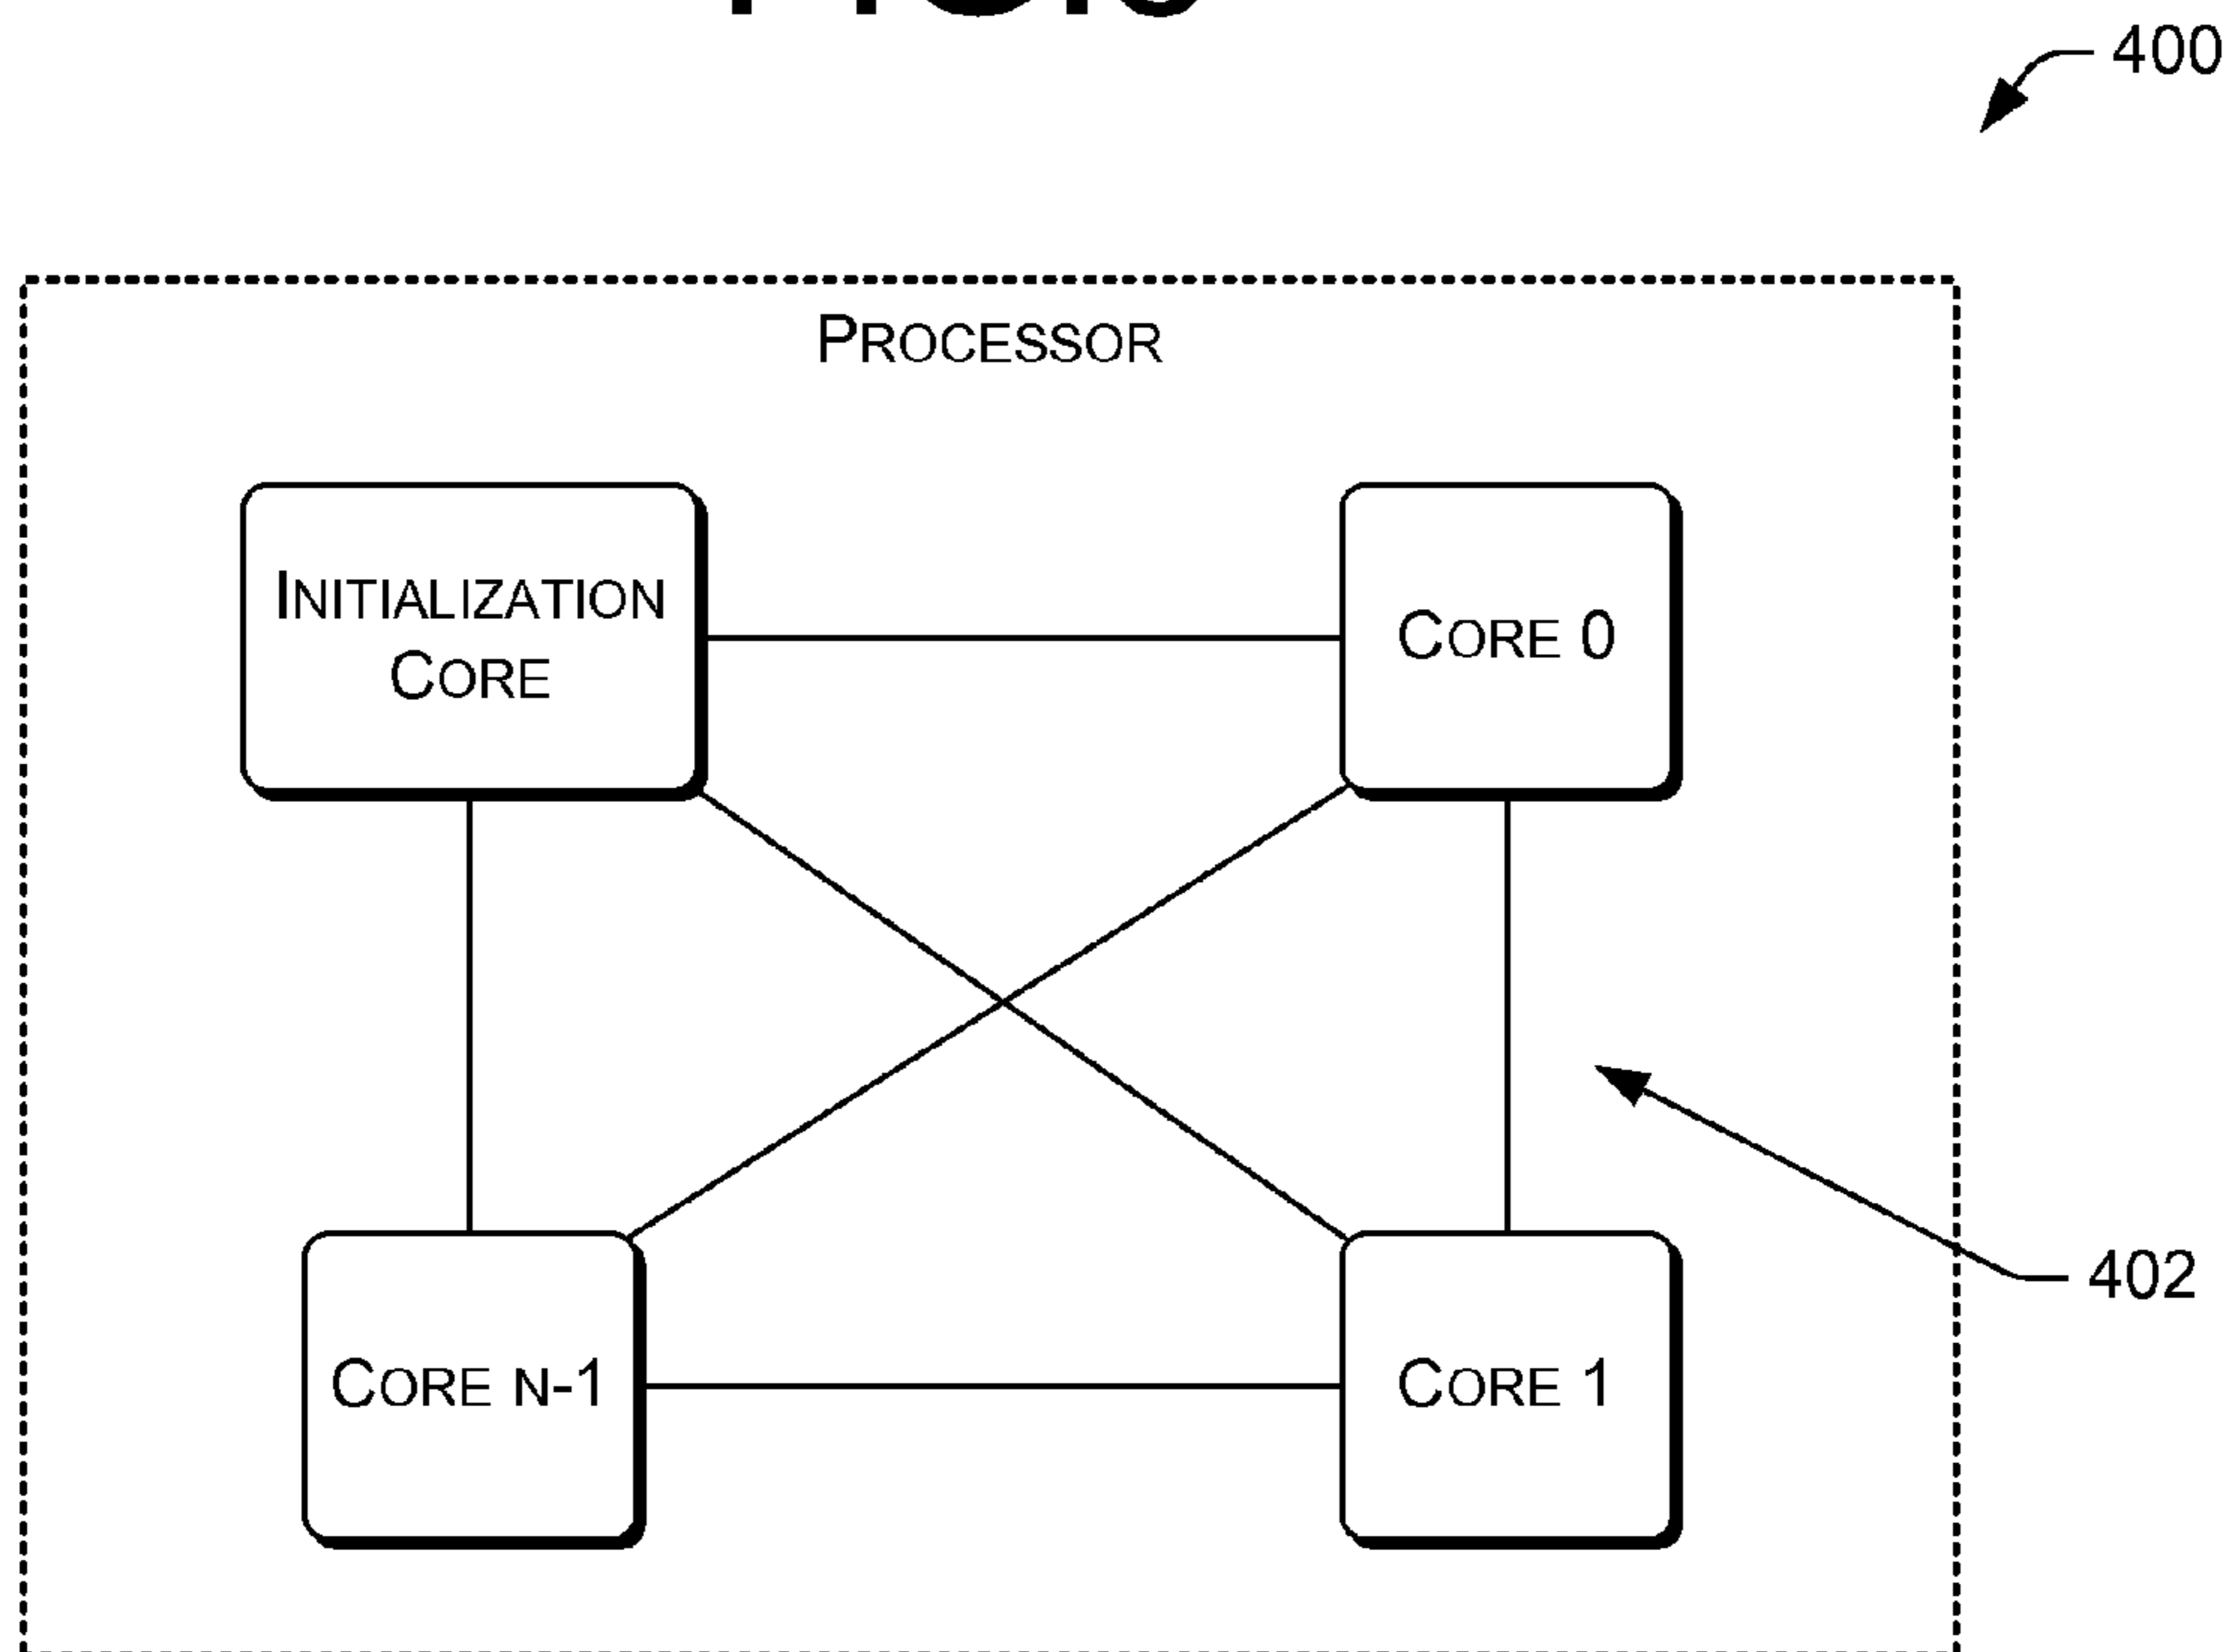 400
PROCESSOR
INITIALIZATION
CORE
CORE 0
402
CORE N-1
CORE 1